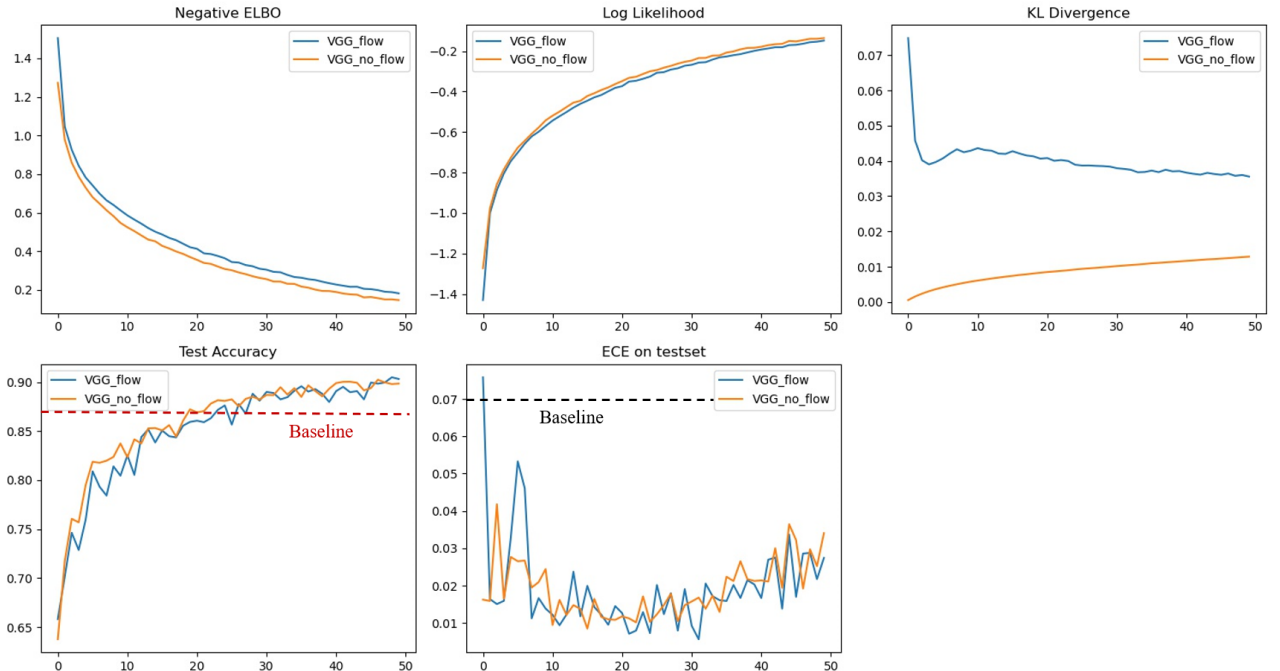 Negative ELBO
VGG_flow
VGG_no_flow
1.4
1.2
1.0
0.8
0.6
0.4
0.2
0 10 20 30 40 50
Log Likelihood
VGG_flow
VGG_no_flow
−0.2
−0.4
−0.6
−0.8
−1.0
−1.2
−1.4
0 10 20 30 40 50
KL Divergence
VGG_flow
VGG_no_flow
0.07
0.06
0.05
0.04
0.03
0.02
0.01
0.00
0 10 20 30 40 50
Test Accuracy
VGG_flow
VGG_no_flow
0.90
0.85
0.80
0.75
0.70
0.65
Baseline
0 10 20 30 40 50
ECE on testset
VGG_flow
VGG_no_flow
0.07
0.06
0.05
0.04
0.03
0.02
0.01
Baseline
0 10 20 30 40 50